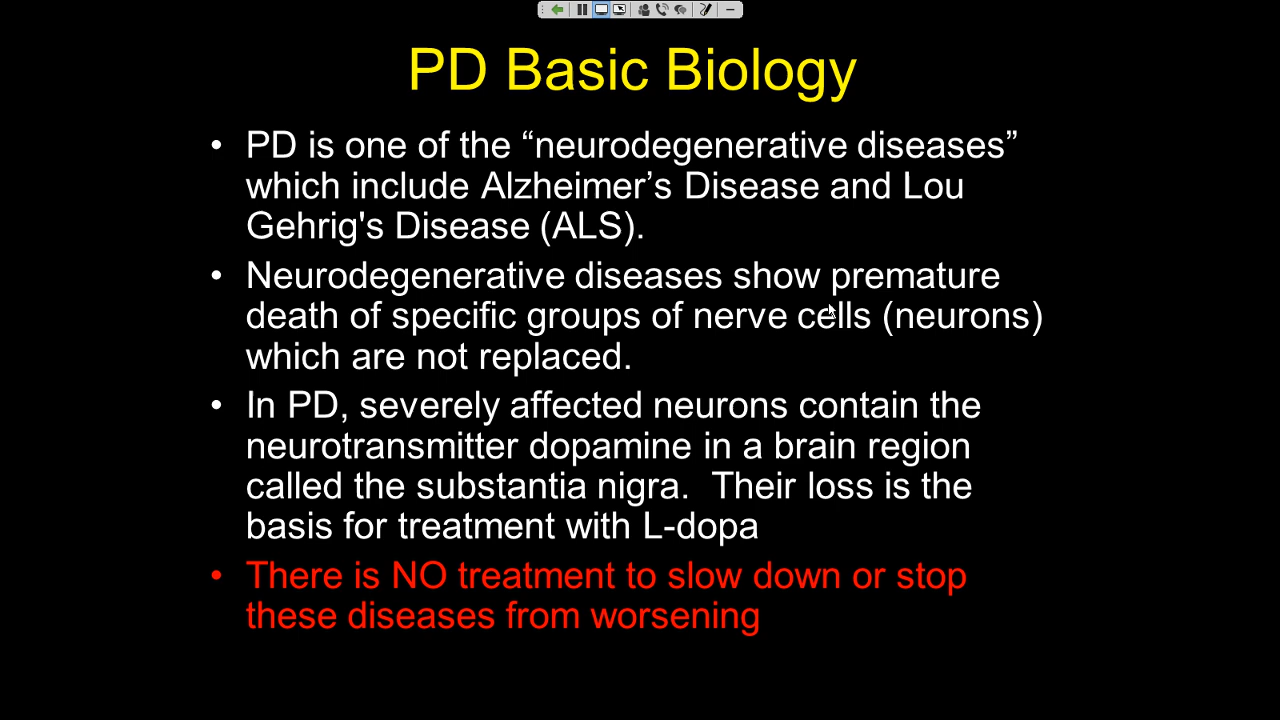 PD Basic Biology
• PD is one of the “neurodegenerative diseases”
which include Alzheimer’s Disease and Lou
Gehrig's Disease (ALS).
• Neurodegenerative diseases show premature
death of specific groups of nerve cells (neurons)
which are not replaced.
• In PD, severely affected neurons contain the
neurotransmitter dopamine in a brain region
called the substantia nigra.  Their loss is the
basis for treatment with L-dopa
• There is NO treatment to slow down or stop
these diseases from worsening